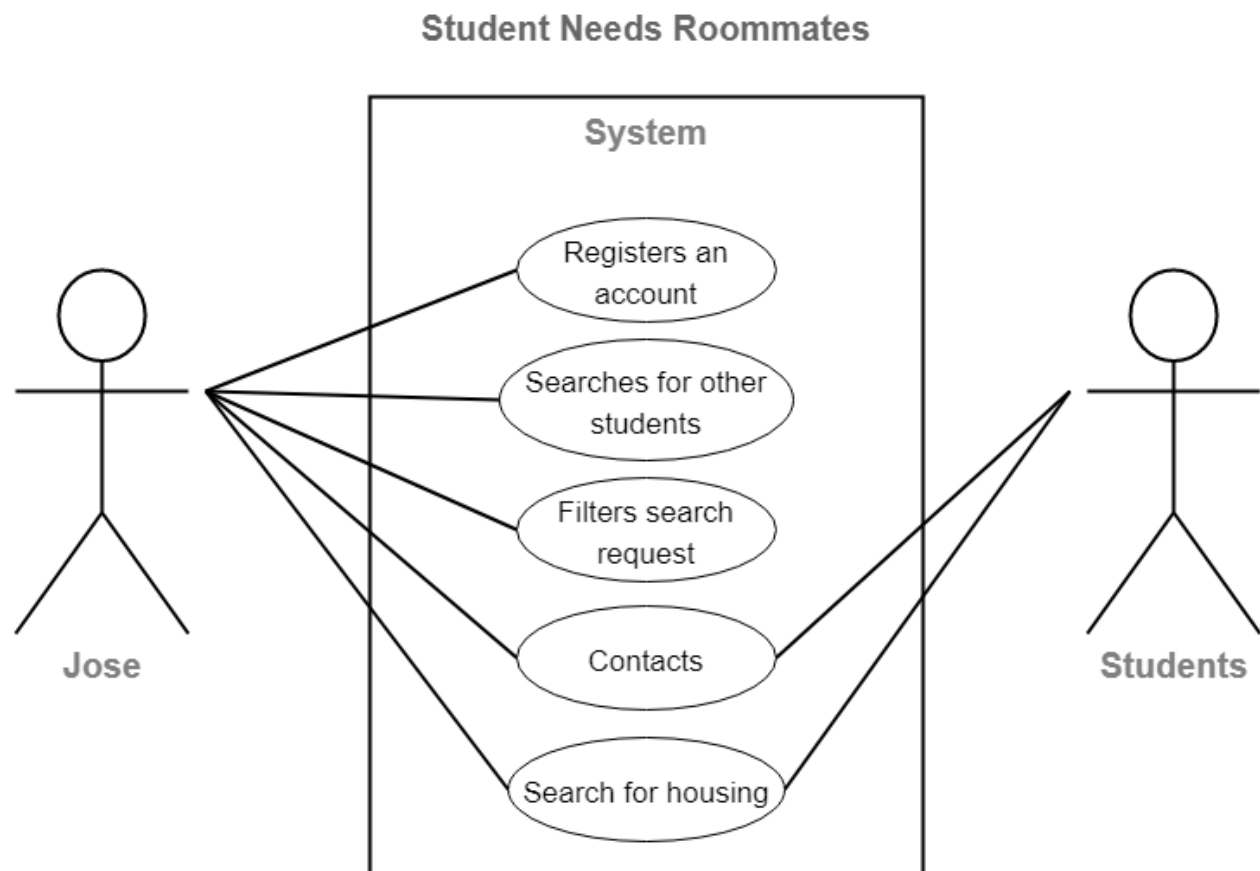 Student Needs Roommates
System
Registers an
account
Searches for other
students
Filters search
request
Contacts
Search for housing
Jose
Students